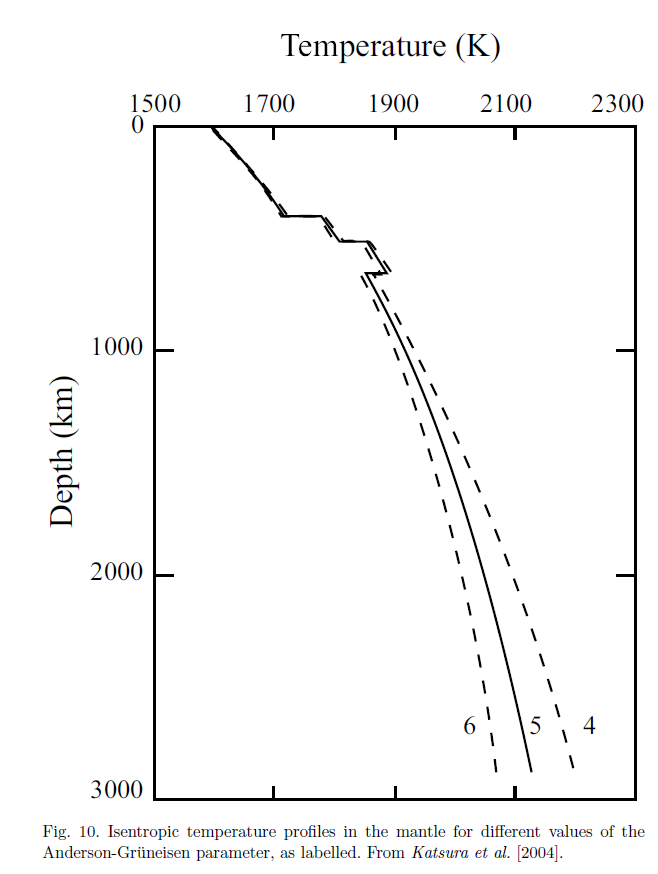 Temperature (K)
1500 1700 1900 2100 2300
0
1000
Depth (km)
2000
6 5 4
3000
Fig. 10. Isentropic temperature profiles in the mantle for different values of the
Anderson-Grüneisen parameter, as labelled. From Katsura et al. [2004].